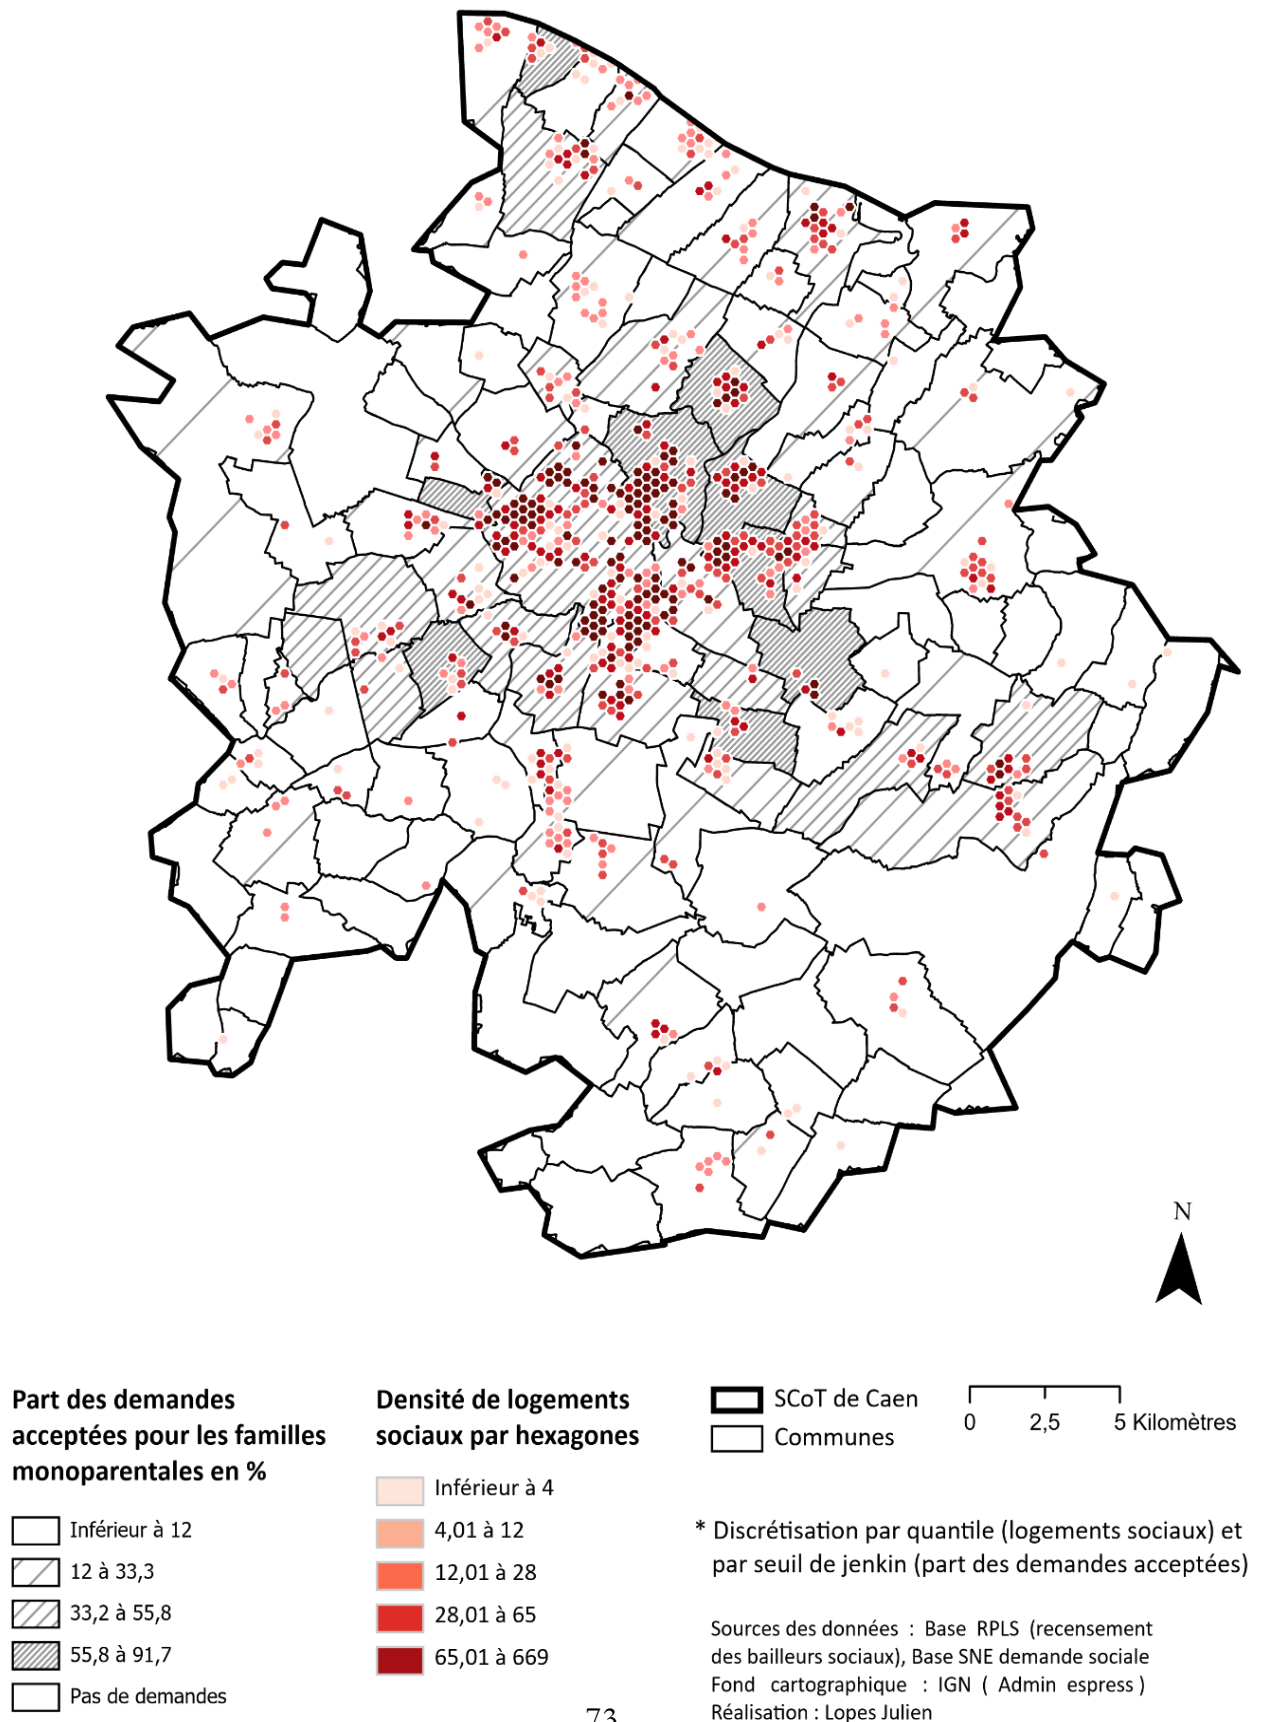 N
Part des demandes
acceptées pour les familles
monoparentales en %
Inférieur à 12
12 à 33,3
33,2 à 55,8
55,8 à 91,7
Pas de demandes
Densité de logements
sociaux par hexagones
Inférieur à 4
4,01 à 12
12,01 à 28
28,01 à 65
65,01 à 669
SCoT de Caen
Communes
0 2,5 5 Kilomètres
* Discrétisation par quantile (logements sociaux) et
par seuil de jenkin (part des demandes acceptées)
Sources des données : Base RPLS (recensement
des bailleurs sociaux), Base SNE demande sociale
Fond cartographique : IGN ( Admin espress )
Réalisation : Lopes Julien
73